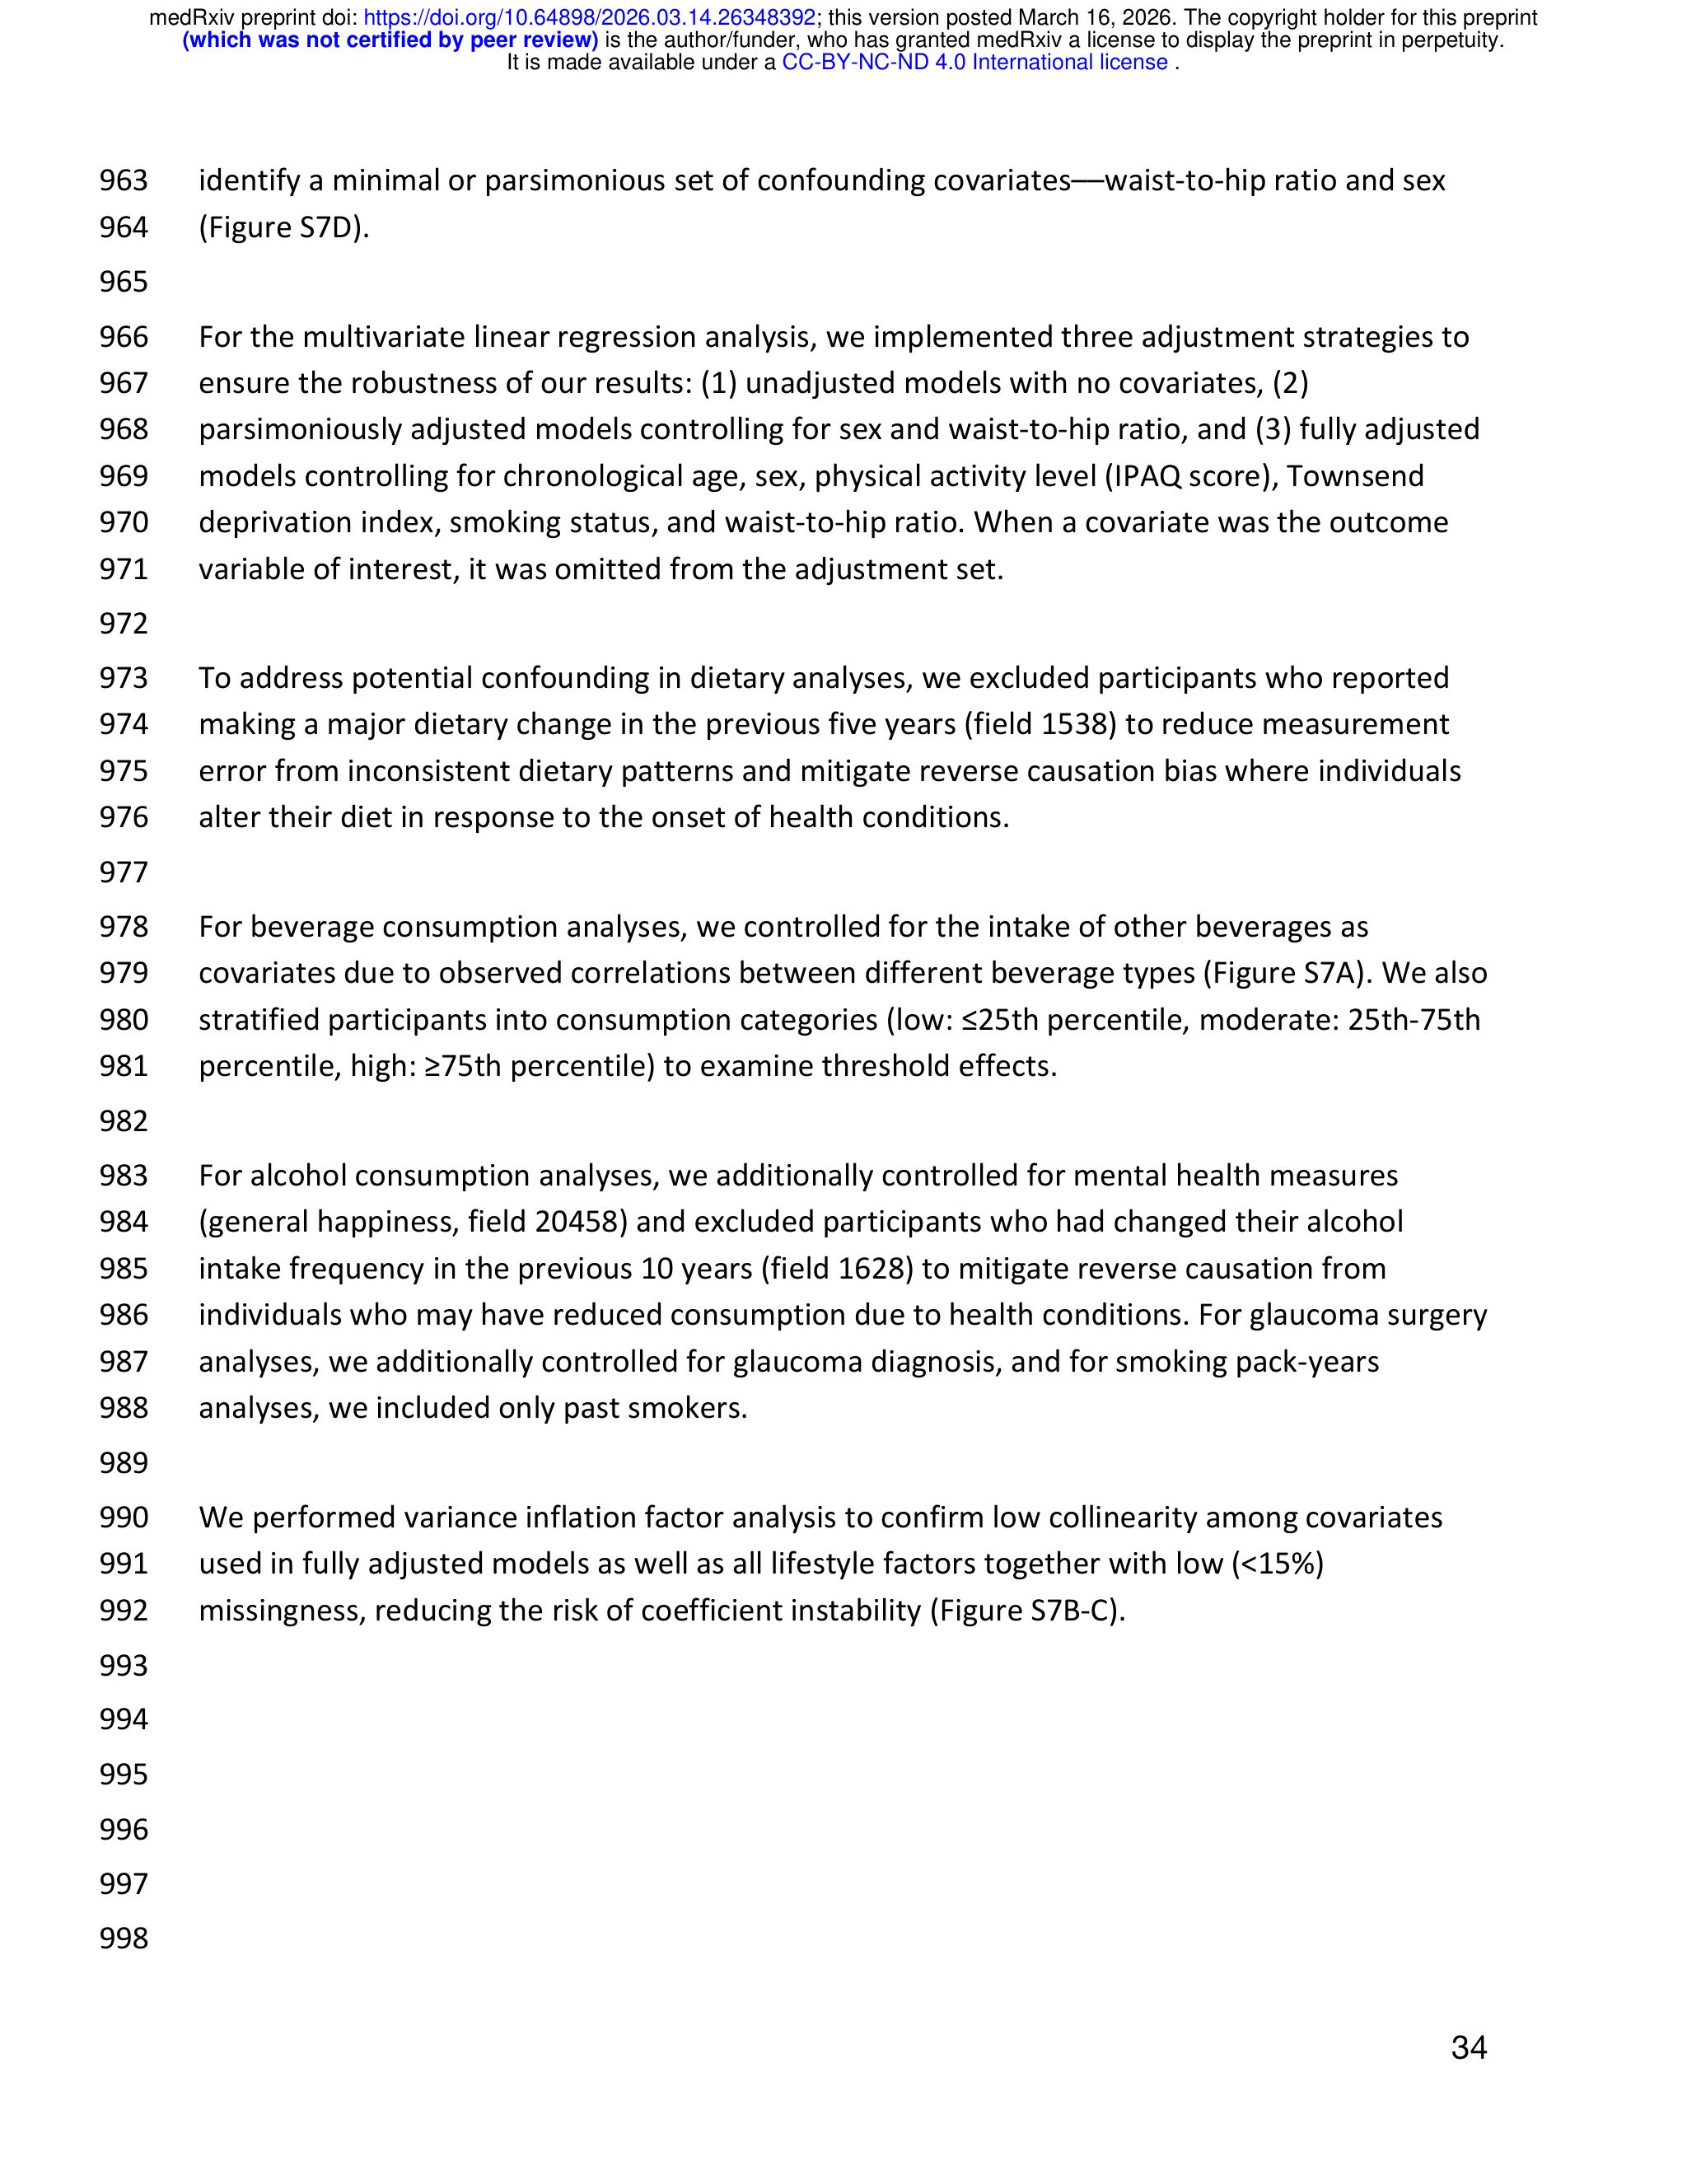 medRxiv preprint doi: https://doi.org/10.64898/2026.03.14.26348392; this version posted March 16, 2026. The copyright holder for this preprint
(which was not certified by peer review) is the author/funder, who has granted medRxiv a license to display the preprint in perpetuity.
It is made available under a CC-BY-NC-ND 4.0 International license .
963 identify a minimal or parsimonious set of confounding covariates—waist-to-hip ratio and sex
964 (Figure S7D).
965
966 For the multivariate linear regression analysis, we implemented three adjustment strategies to
967 ensure the robustness of our results: (1) unadjusted models with no covariates, (2)
968 parsimoniously adjusted models controlling for sex and waist-to-hip ratio, and (3) fully adjusted
969 models controlling for chronological age, sex, physical activity level (IPAQ score), Townsend
970 deprivation index, smoking status, and waist-to-hip ratio. When a covariate was the outcome
971 variable of interest, it was omitted from the adjustment set.
972
973 To address potential confounding in dietary analyses, we excluded participants who reported
974 making a major dietary change in the previous five years (field 1538) to reduce measurement
975 error from inconsistent dietary patterns and mitigate reverse causation bias where individuals
976 alter their diet in response to the onset of health conditions.
977
978 For beverage consumption analyses, we controlled for the intake of other beverages as
979 covariates due to observed correlations between different beverage types (Figure S7A). We also
980 stratified participants into consumption categories (low: ≤25th percentile, moderate: 25th-75th
981 percentile, high: ≥75th percentile) to examine threshold effects.
982
983 For alcohol consumption analyses, we additionally controlled for mental health measures
984 (general happiness, field 20458) and excluded participants who had changed their alcohol
985 intake frequency in the previous 10 years (field 1628) to mitigate reverse causation from
986 individuals who may have reduced consumption due to health conditions. For glaucoma surgery
987 analyses, we additionally controlled for glaucoma diagnosis, and for smoking pack-years
988 analyses, we included only past smokers.
989
990 We performed variance inflation factor analysis to confirm low collinearity among covariates
991 used in fully adjusted models as well as all lifestyle factors together with low (<15%)
992 missingness, reducing the risk of coefficient instability (Figure S7B-C).
993
994
995
996
997
998
34